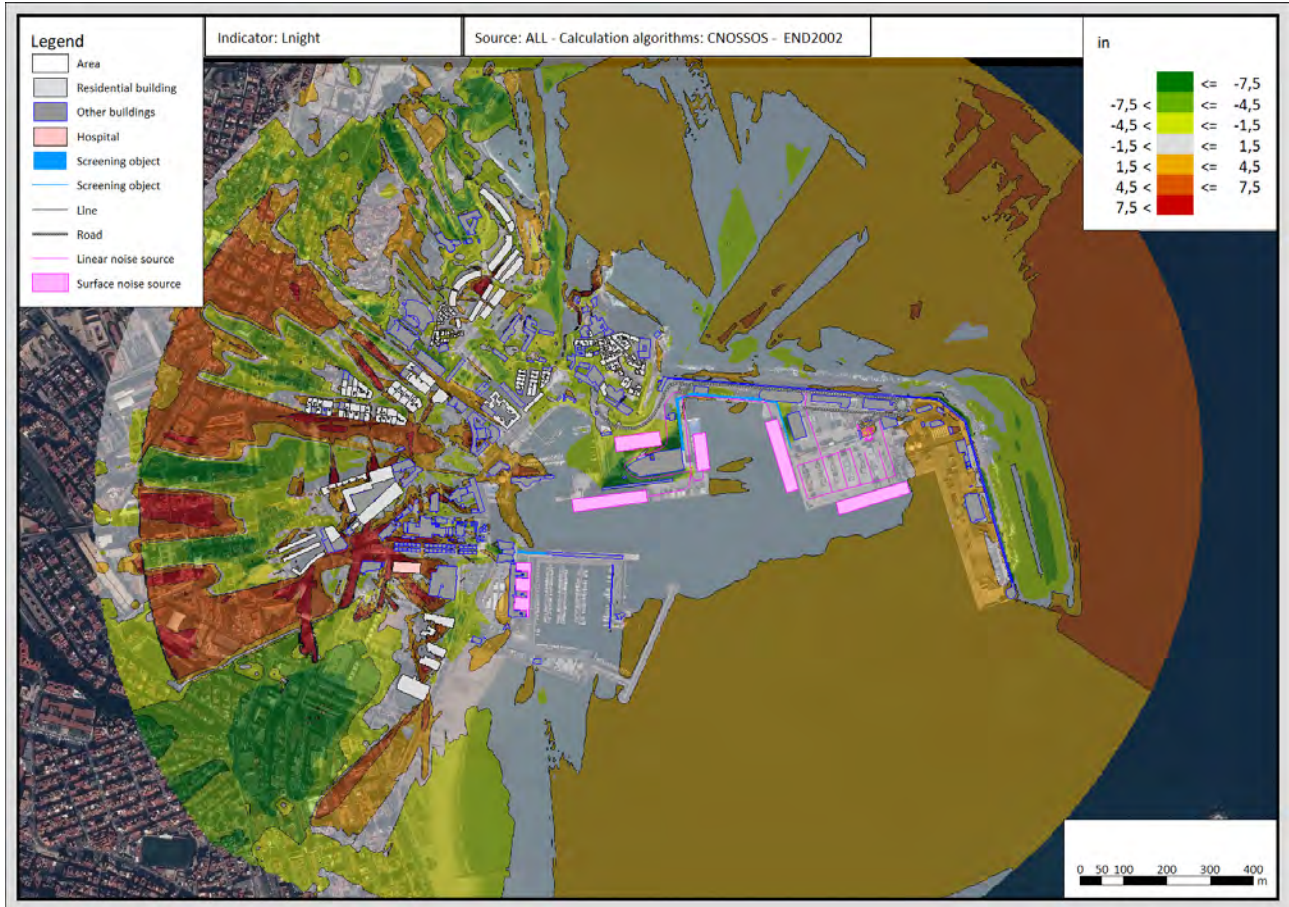 Legend
Area
Residential building
Other buildings
Hospital
Screening object
Screening object
Line
Road
Linear noise source
Surface noise source
Indicator: Lnight
Source: ALL - Calculation algorithms: CNOSSOS - END2002
in
<= -7,5
-7,5 < <= -4,5
-4,5 < <= -1,5
-1,5 < <= 1,5
1,5 < <= 4,5
4,5 < <= 7,5
7,5 <
0 50 100 200 300 400
m